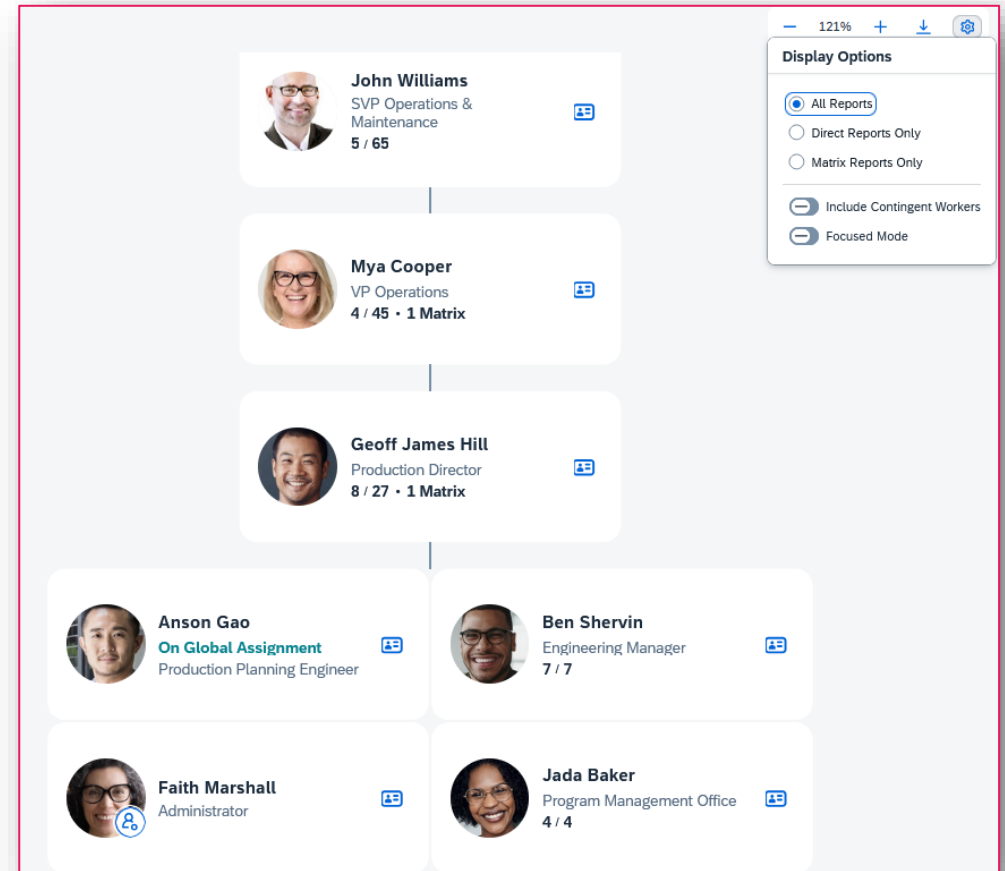 121%
Display Options
All Reports
Direct Reports Only
Matrix Reports Only
Include Contingent Workers
Focused Mode
John Williams
SVP Operations &
Maintenance
5 / 65
Mya Cooper
VP Operations
4 / 45 • 1 Matrix
Geoff James Hill
Production Director
8 / 27 • 1 Matrix
Anson Gao
On Global Assignment
Production Planning Engineer
Ben Shervin
Engineering Manager
7 / 7
Faith Marshall
Administrator
Jada Baker
Program Management Office
4 / 4